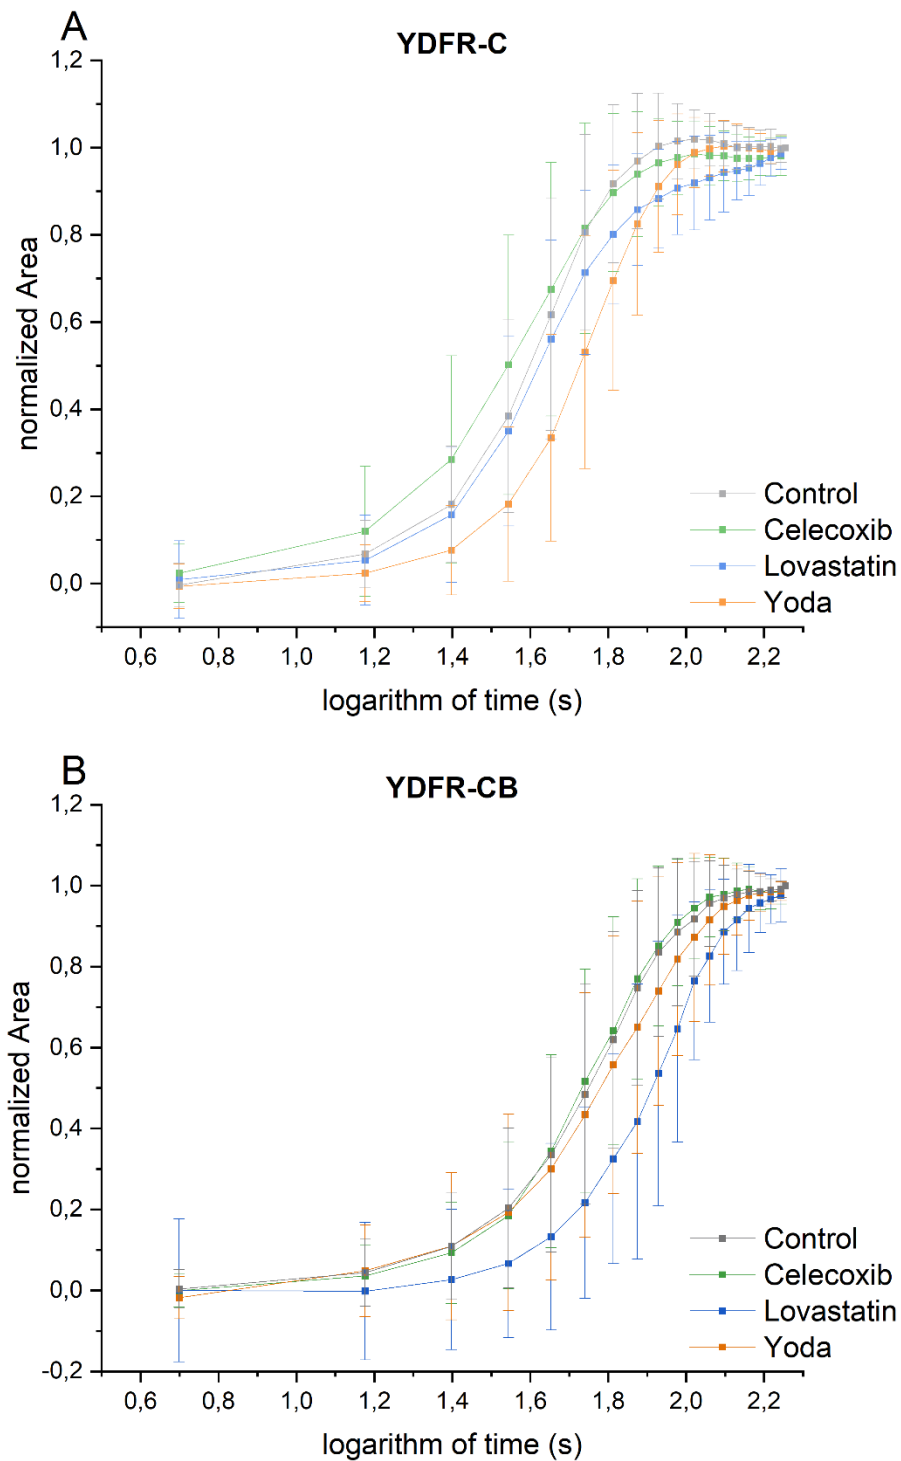 A
YDFR-C
1,2
1,0
0,8
0,6
0,4
0,2
0,0
normalized Area
Control
Celecoxib
Lovastatin
Yoda
0,6 0,8 1,0 1,2 1,4 1,6 1,8 2,0 2,2
logarithm of time (s)
B
YDFR-CB
1,2
1,0
0,8
0,6
0,4
0,2
0,0
-0,2
normalized Area
Control
Celecoxib
Lovastatin
Yoda
0,6 0,8 1,0 1,2 1,4 1,6 1,8 2,0 2,2
logarithm of time (s)